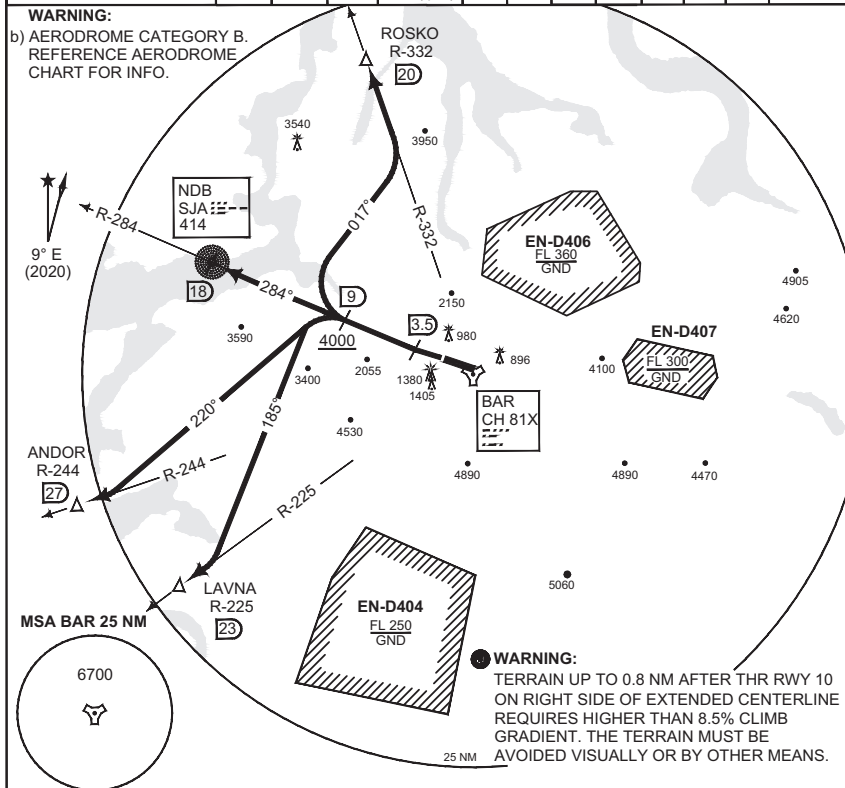 WARNING:
b) AERODROME CATEGORY B.
REFERENCE AERODROME
CHART FOR INFO.
ROSKO
R-332
20
3540
3950
NDB
SJA
414
R-284
9° E
(2020)
18
017°
R-332
EN-D406
FL 360
GND
4905
284°
9
2150
4620
3590
4000
3.5
980
EN-D407
3400
2055
896
4100
FL 300
GND
1380
1405
BAR
CH 81X
220°
185°
4530
ANDOR
R-244
27
R-244
R-225
4890
4890
4470
LAVNA
R-225
23
EN-D404
FL 250
GND
5060
MSA BAR 25 NM
6700
WARNING:
TERRAIN UP TO 0.8 NM AFTER THR RWY 10
ON RIGHT SIDE OF EXTENDED CENTERLINE
REQUIRES HIGHER THAN 8.5% CLIMB
GRADIENT. THE TERRAIN MUST BE
AVOIDED VISUALLY OR BY OTHER MEANS.
25 NM